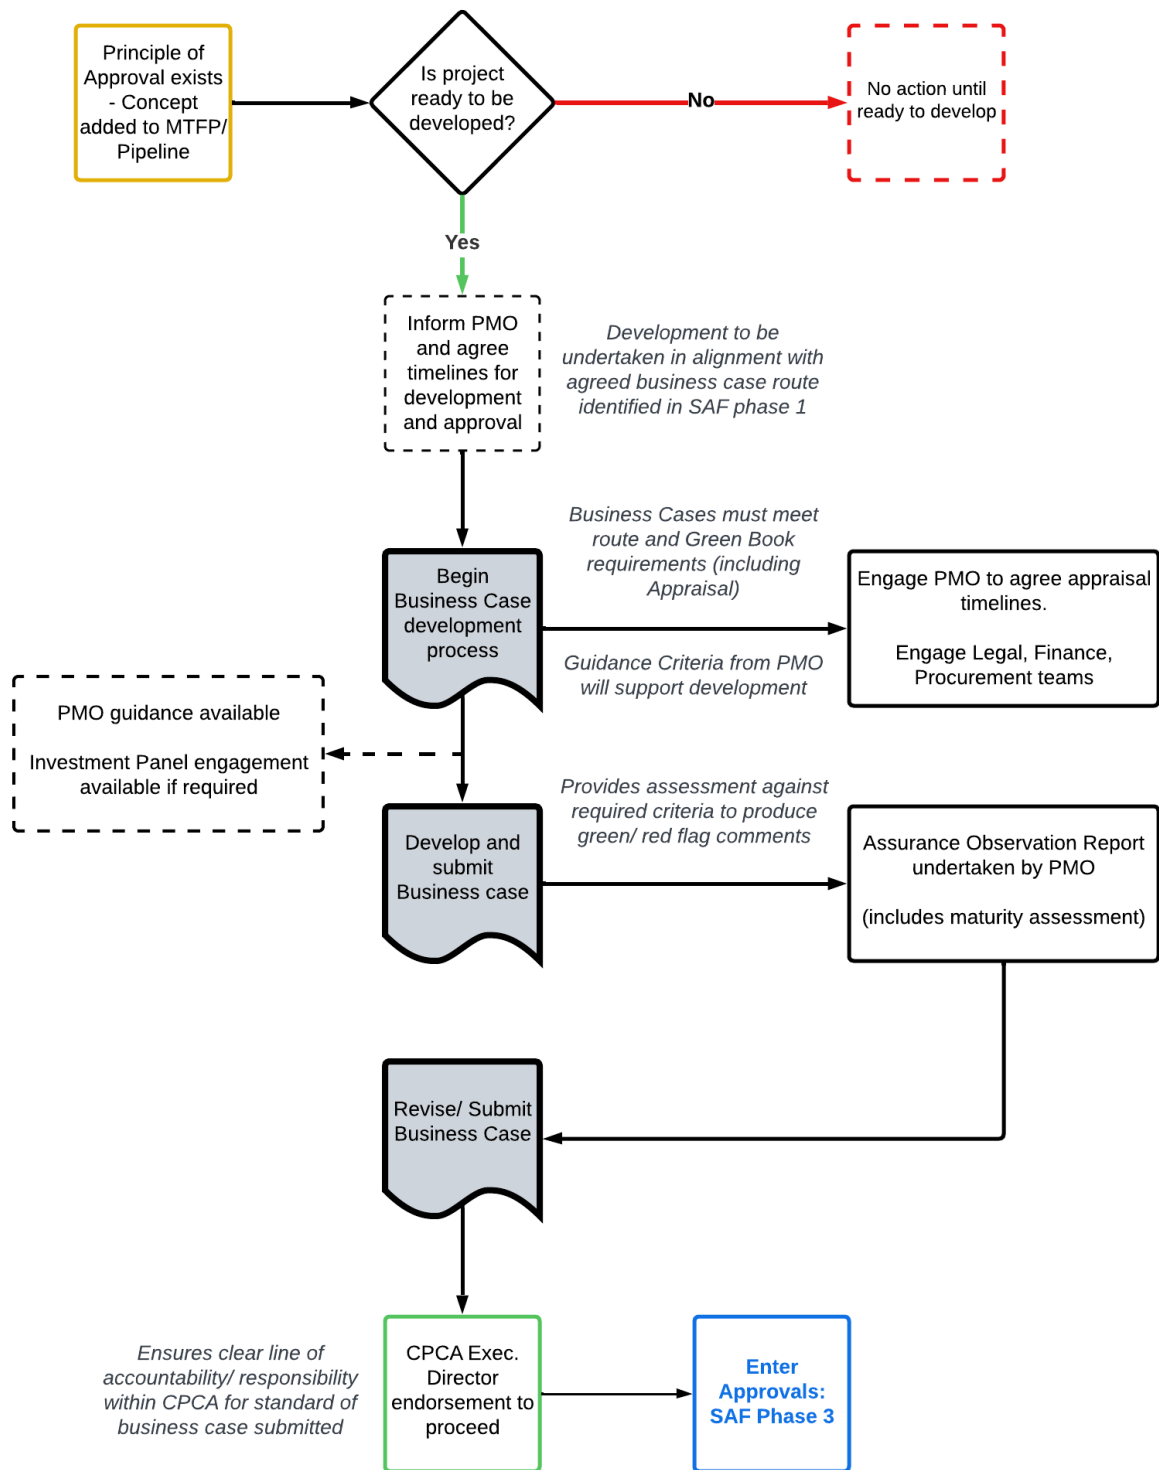 Principle of
Approval exists
- Concept
added to MTFP/
Pipeline
Is project
ready to be
developed?
No
No action until
ready to develop
Yes
Inform PMO
and agree
timelines for
development
and approval
Development to be
undertaken in alignment with
agreed business case route
identified in SAF phase 1
Begin
Business Case
development
process
Business Cases must meet
route and Green Book
requirements (including
Appraisal)
Guidance Criteria from PMO
will support development
Engage PMO to agree appraisal
timelines.
Engage Legal, Finance,
Procurement teams
PMO guidance available
Investment Panel engagement
available if required
Develop and
submit
Business case
Provides assessment against
required criteria to produce
green/ red flag comments
Assurance Observation Report
undertaken by PMO
(includes maturity assessment)
Revise/ Submit
Business Case
Ensures clear line of
accountability/ responsibility
within CPCA for standard of
business case submitted
CPCA Exec.
Director
endorsement to
proceed
Enter
Approvals:
SAF Phase 3